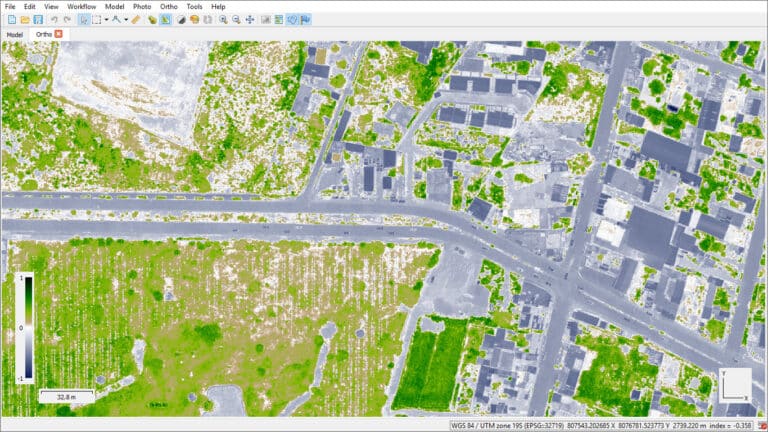 File Edit View Workflow Model Photo Ortho Tools Help
Model Ortho
1
0
-1
32.8 m
Y
X
WGS 84 / UTM zone 19S (EPSG::32719) 807543.202685 X 8076781.523773 Y 2739.220 m index = -0.358